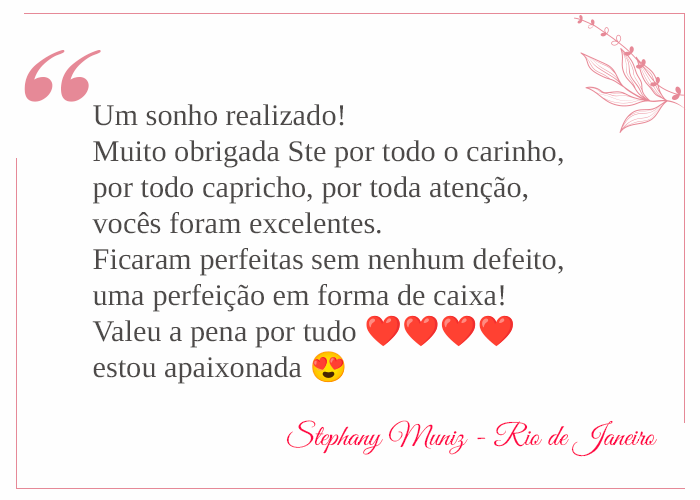 Um sonho realizado!
Muito obrigada Ste por todo o carinho,
por todo capricho, por toda atenção,
vocês foram excelentes.
Ficaram perfeitas sem nenhum defeito,
uma perfeição em forma de caixa!
Valeu a pena por tudo ❤️❤️❤️❤️
estou apaixonada 😍
Stephany Muniz - Rio de Janeiro